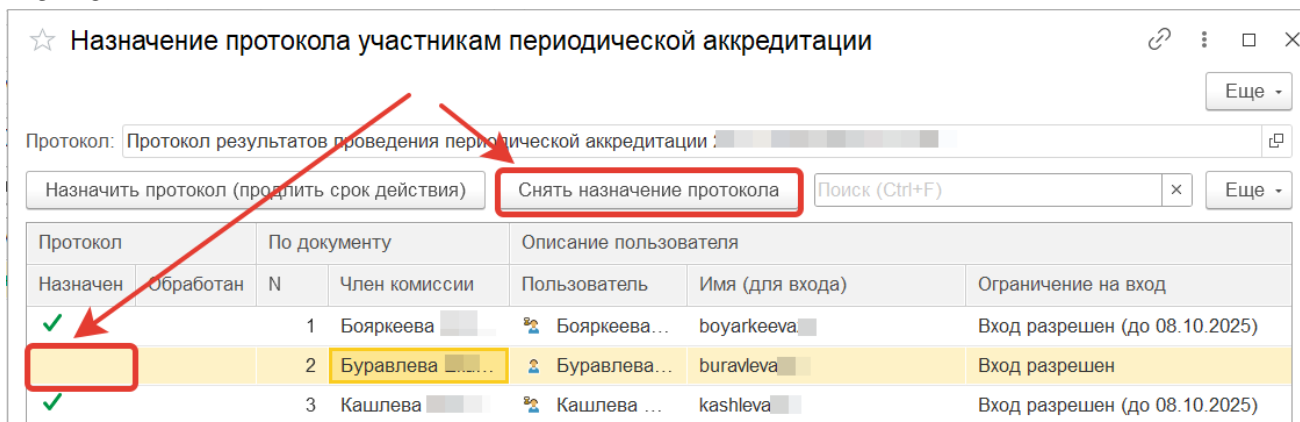 Назначение протокола участникам периодической аккредитации
Еще
Протокол: Протокол результатов проведения периодической аккредитации
Назначить протокол (продлить срок действия) Снять назначение протокола Поиск (Ctrl+F) × Еще
Протокол По документу Описание пользователя
Назначен Обработан N Член комиссии Пользователь Имя (для входа) Ограничение на вход
1 Бояркеева Бояркеева... boyarkeeva Вход разрешен (до 08.10.2025)
2 Буравлева Буравлева... buravleva Вход разрешен
3 Кашлева Кашлева ... kashleva Вход разрешен (до 08.10.2025)